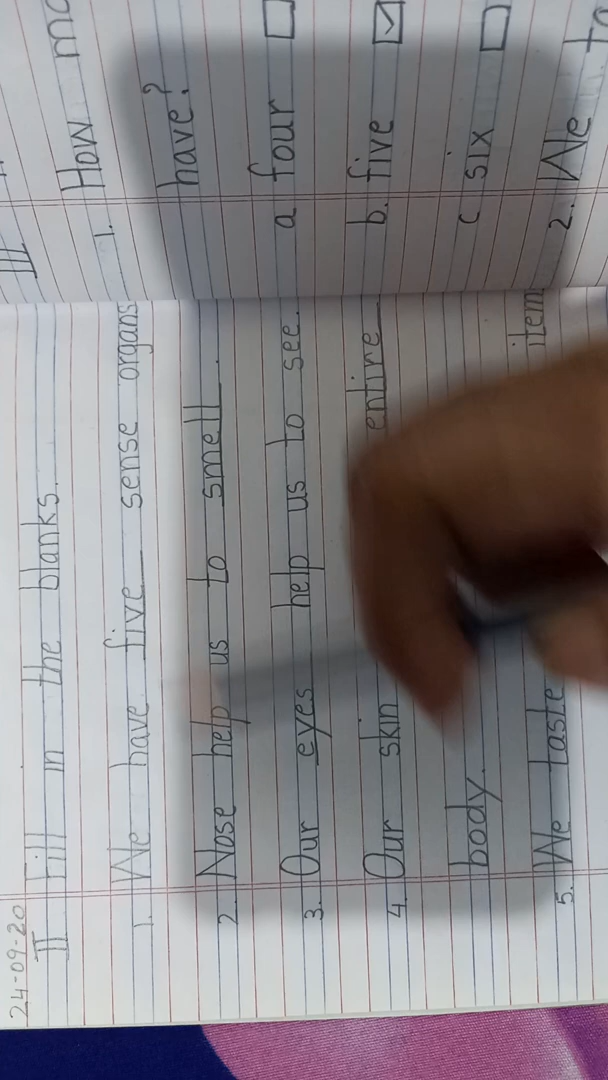 24-09-20
II Fill in the blanks.
1. We have five sense organs
2. Nose help us to smell.
3. Our eyes help us to see.
4. Our skin entire
body.
5. We taste item
III
1. How
have?
a four
b. five
c six
2. We